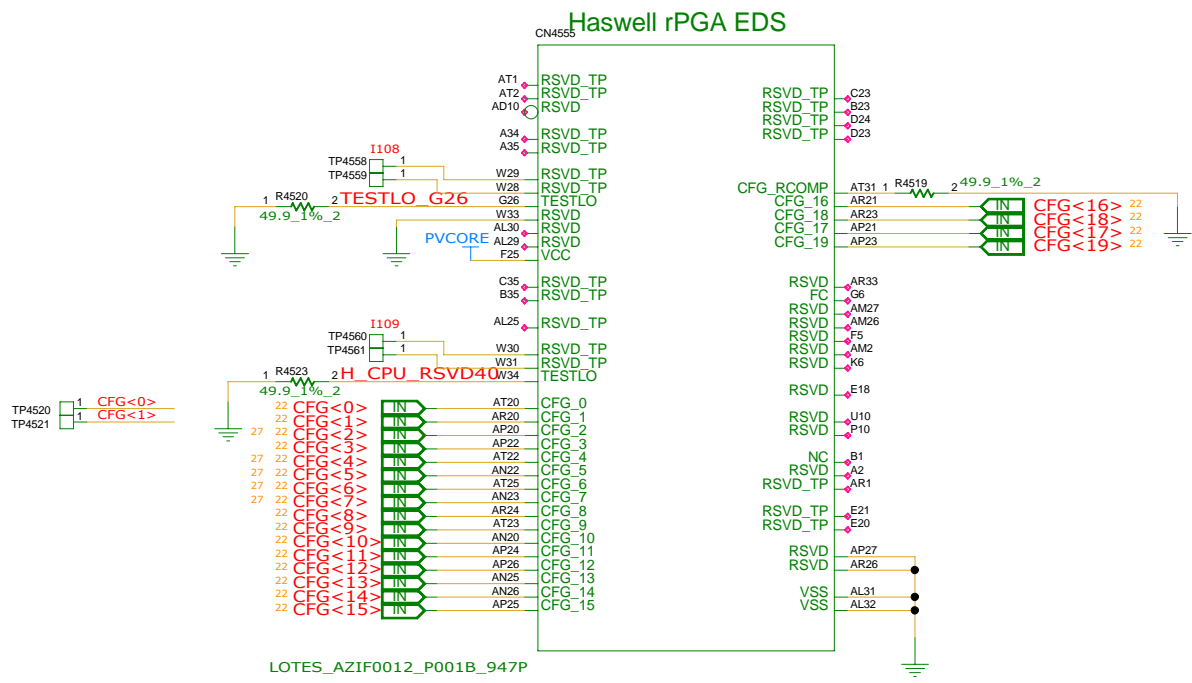 Haswell rPGA EDS
CN4555
AT1 RSVD_TP
AT2 RSVD_TP
AD10 RSVD
A34 RSVD_TP
A35 RSVD_TP
I108
TP4558 1
TP4559 1
W29 RSVD_TP
W28 RSVD_TP
1 R4520 2 TESTLO_G26 G26 TESTLO
49.9_1%_2
W33 RSVD
AL30 RSVD
AL29 RSVD
PVCORE
F25 VCC
C35 RSVD_TP
B35 RSVD_TP
AL25 RSVD_TP
I109
TP4560 1
TP4561 1
W30 RSVD_TP
W31 RSVD_TP
1 R4523 2 H_CPU_RSVD40 W34 TESTLO
49.9_1%_2
TP4520 1 CFG<0>
TP4521 1 CFG<1>
22 CFG<0> IN AT20 CFG_0
22 CFG<1> IN AR20 CFG_1
27 22 CFG<2> IN AP20 CFG_2
22 CFG<3> IN AP22 CFG_3
27 22 CFG<4> IN AT22 CFG_4
27 22 CFG<5> IN AN22 CFG_5
27 22 CFG<6> IN AT25 CFG_6
27 22 CFG<7> IN AN23 CFG_7
22 CFG<8> IN AR24 CFG_8
22 CFG<9> IN AT23 CFG_9
22 CFG<10> IN AN20 CFG_10
22 CFG<11> IN AP24 CFG_11
22 CFG<12> IN AP26 CFG_12
22 CFG<13> IN AN25 CFG_13
22 CFG<14> IN AN26 CFG_14
22 CFG<15> IN AP25 CFG_15
RSVD_TP C23
RSVD_TP B23
RSVD_TP D24
RSVD_TP D23
CFG_RCOMP AT31 1 R4519 2 49.9_1%_2
CFG_16 AR21 IN CFG<16> 22
CFG_18 AR23 IN CFG<18> 22
CFG_17 AP21 IN CFG<17> 22
CFG_19 AP23 IN CFG<19> 22
RSVD AR33
FC G6
RSVD AM27
RSVD AM26
RSVD F5
RSVD AM2
RSVD K6
RSVD E18
RSVD U10
RSVD P10
NC B1
RSVD A2
RSVD_TP AR1
RSVD_TP E21
RSVD_TP E20
RSVD AP27
RSVD AR26
VSS AL31
VSS AL32
LOTES_AZIF0012_P001B_947P